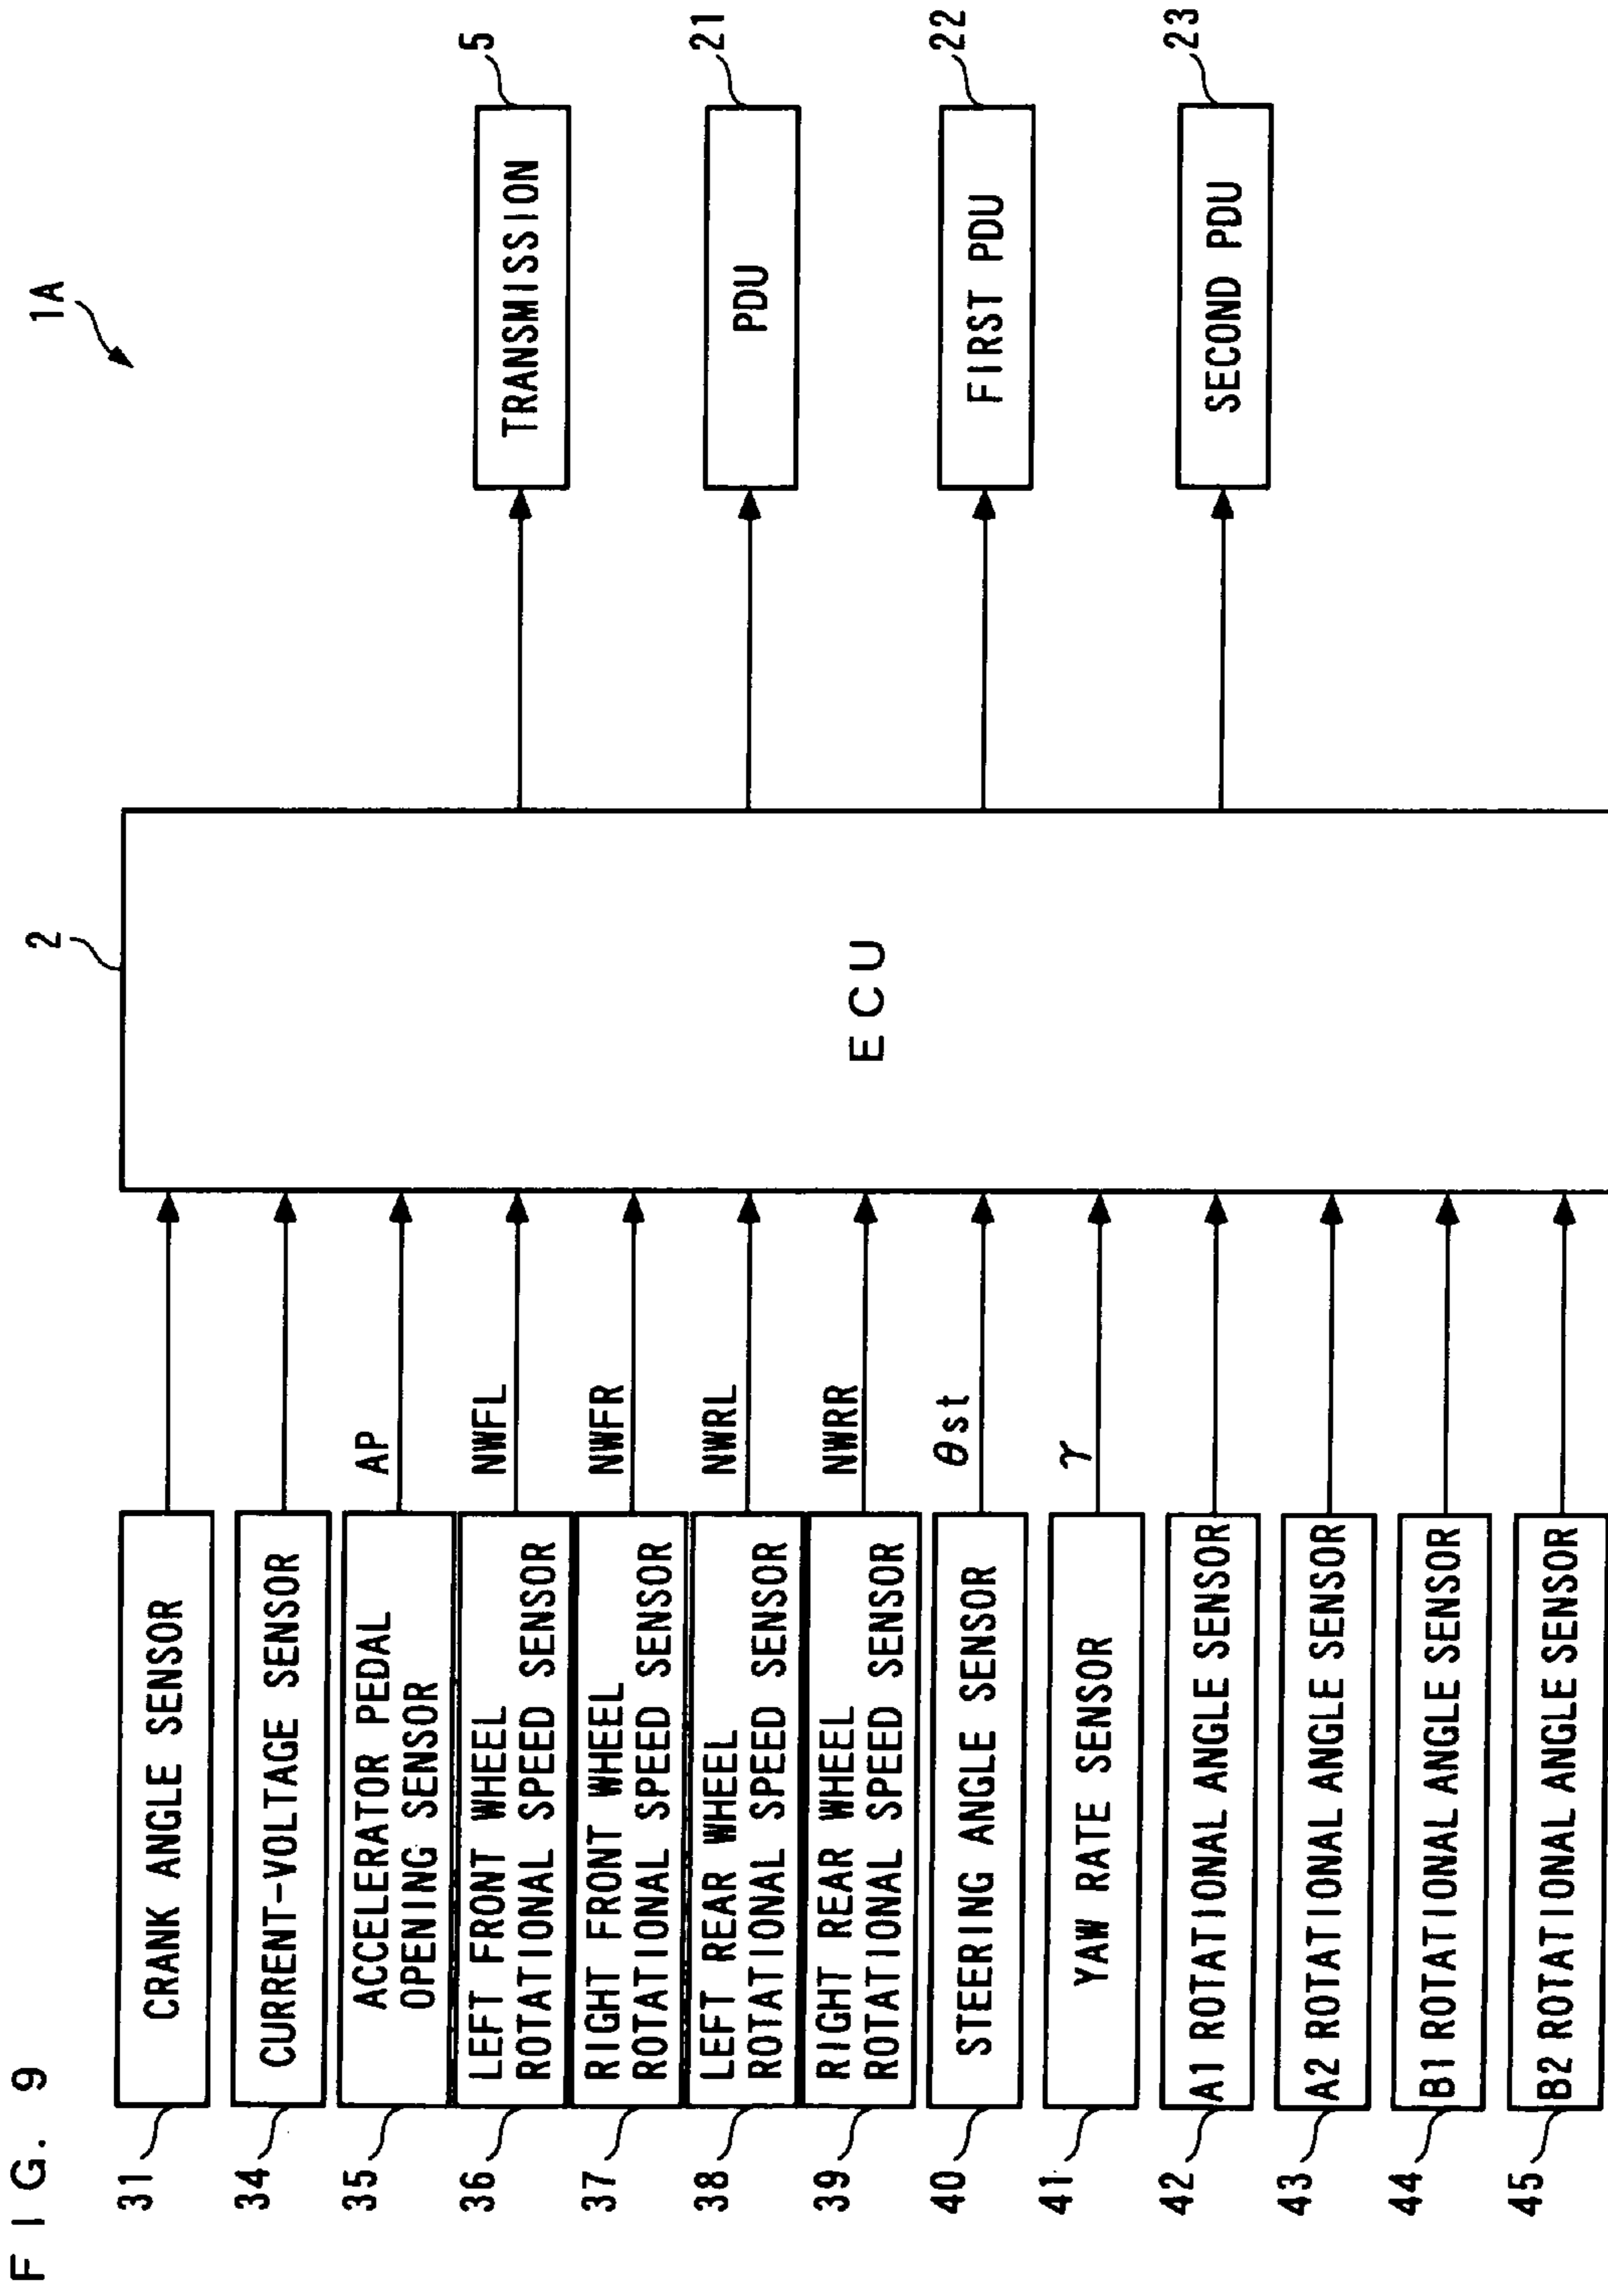 FIG. 9
1A
2
31
CRANK ANGLE SENSOR
34
CURRENT-VOLTAGE SENSOR
35
ACCELERATOR PEDAL
OPENING SENSOR
AP
36
LEFT FRONT WHEEL
ROTATIONAL SPEED SENSOR
NWFL
37
RIGHT FRONT WHEEL
ROTATIONAL SPEED SENSOR
NWFR
38
LEFT REAR WHEEL
ROTATIONAL SPEED SENSOR
NWRL
39
RIGHT REAR WHEEL
ROTATIONAL SPEED SENSOR
NWRR
40
STEERING ANGLE SENSOR
θst
41
YAW RATE SENSOR
γ
42
A1 ROTATIONAL ANGLE SENSOR
43
A2 ROTATIONAL ANGLE SENSOR
44
B1 ROTATIONAL ANGLE SENSOR
45
B2 ROTATIONAL ANGLE SENSOR
ECU
TRANSMISSION
5
PDU
21
FIRST PDU
22
SECOND PDU
23